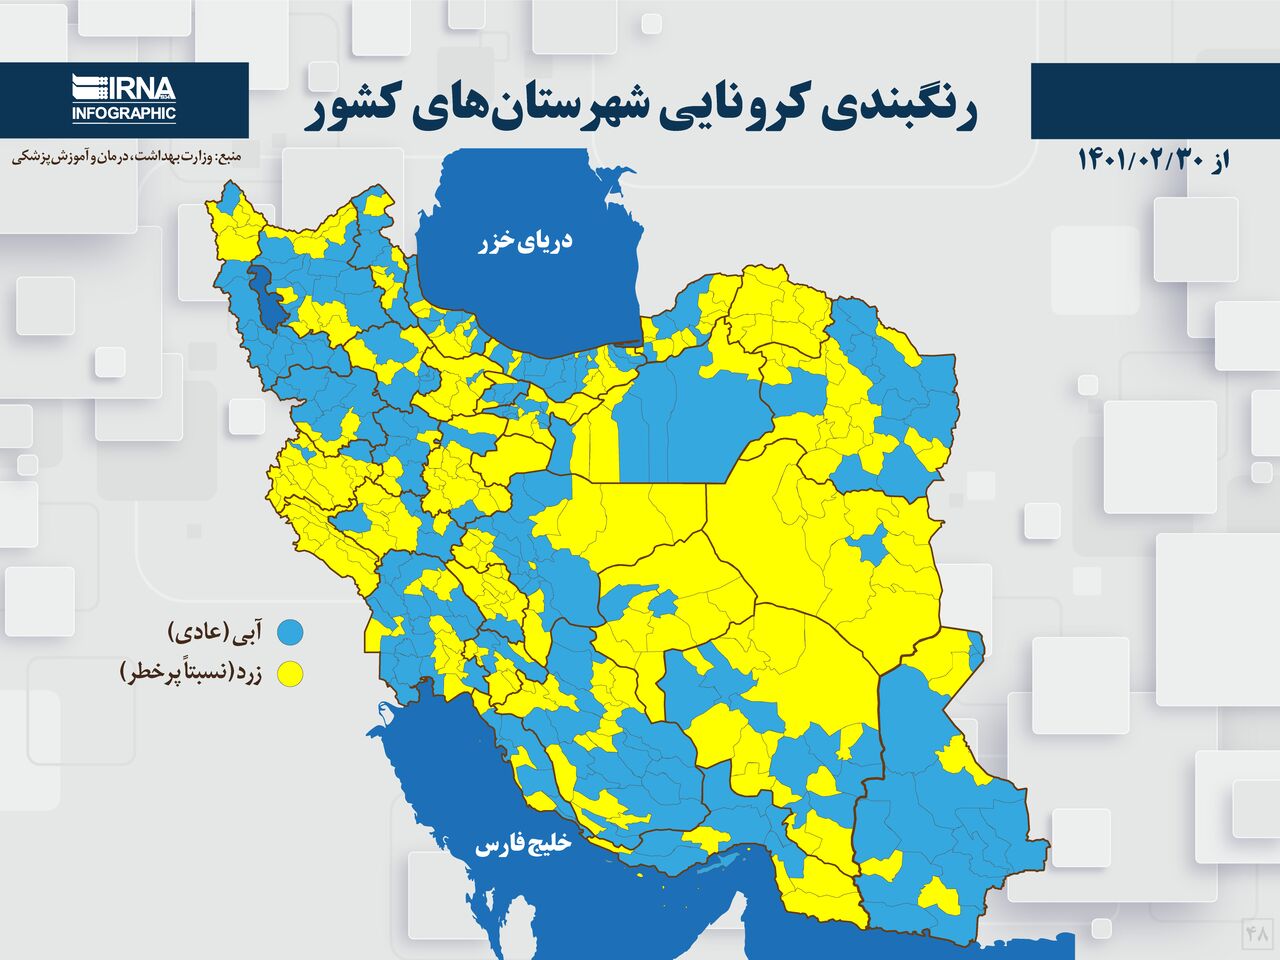 IRNA
INFOGRAPHIC
رنگبندی کرونایی شهرستان‌های کشور
منبع: وزارت بهداشت، درمان و آموزش پزشکی
از ۱۴۰۱/۰۲/۳۰
دریای خزر
آبی (عادی)
زرد (نسبتاً پرخطر)
خلیج فارس
۴۸